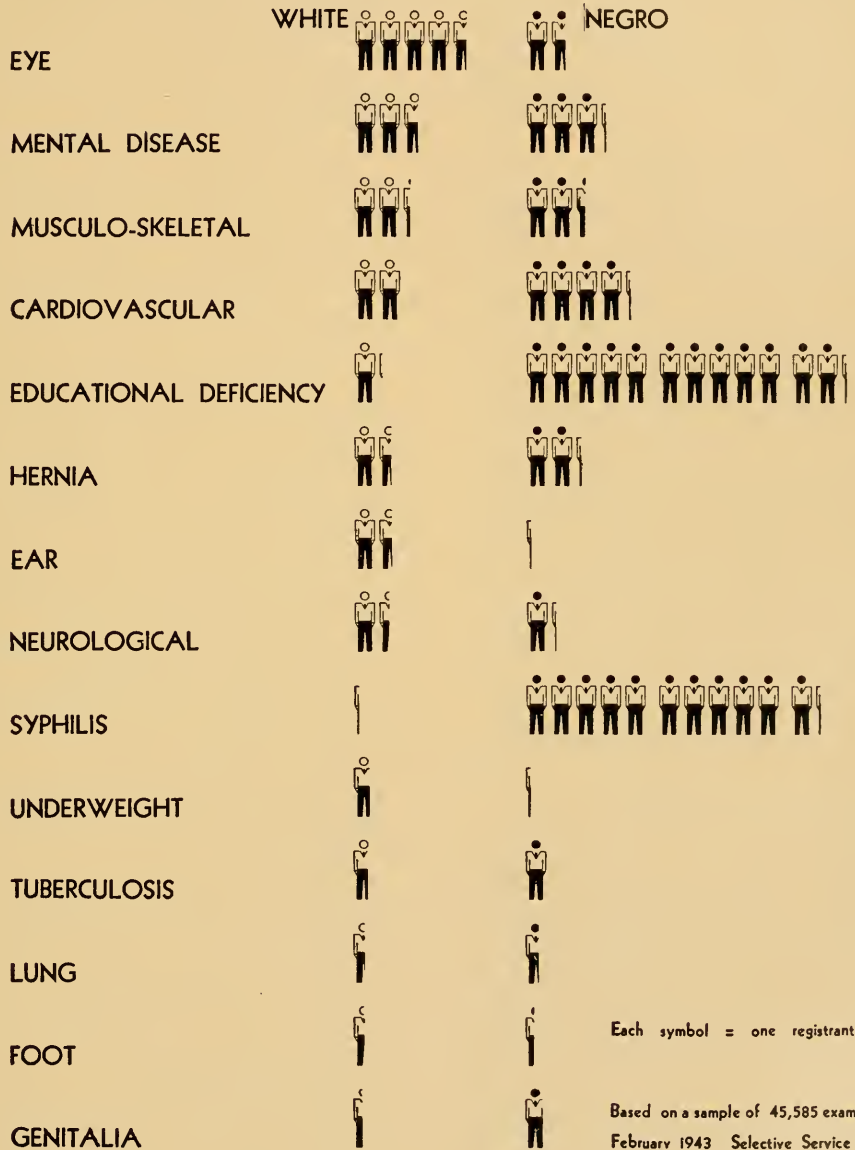 WHITE NEGRO
EYE
MENTAL DISEASE
MUSCULO-SKELETAL
CARDIOVASCULAR
EDUCATIONAL DEFICIENCY
HERNIA
EAR
NEUROLOGICAL
SYPHILIS
UNDERWEIGHT
TUBERCULOSIS
LUNG
FOOT
Each symbol = one registrant
GENITALIA
Based on a sample of 45,585 exam
February 1943 Selective Service